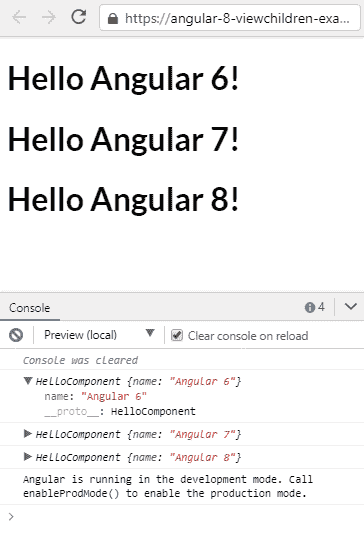 https://angular-8-viewchildren-exa...
Hello Angular 6!
Hello Angular 7!
Hello Angular 8!
Console
4
Preview (local)
Clear console on reload
Console was cleared
HelloComponent {name: "Angular 6"}
name: "Angular 6"
__proto__: HelloComponent
HelloComponent {name: "Angular 7"}
HelloComponent {name: "Angular 8"}
Angular is running in the development mode. Call
enableProdMode() to enable the production mode.